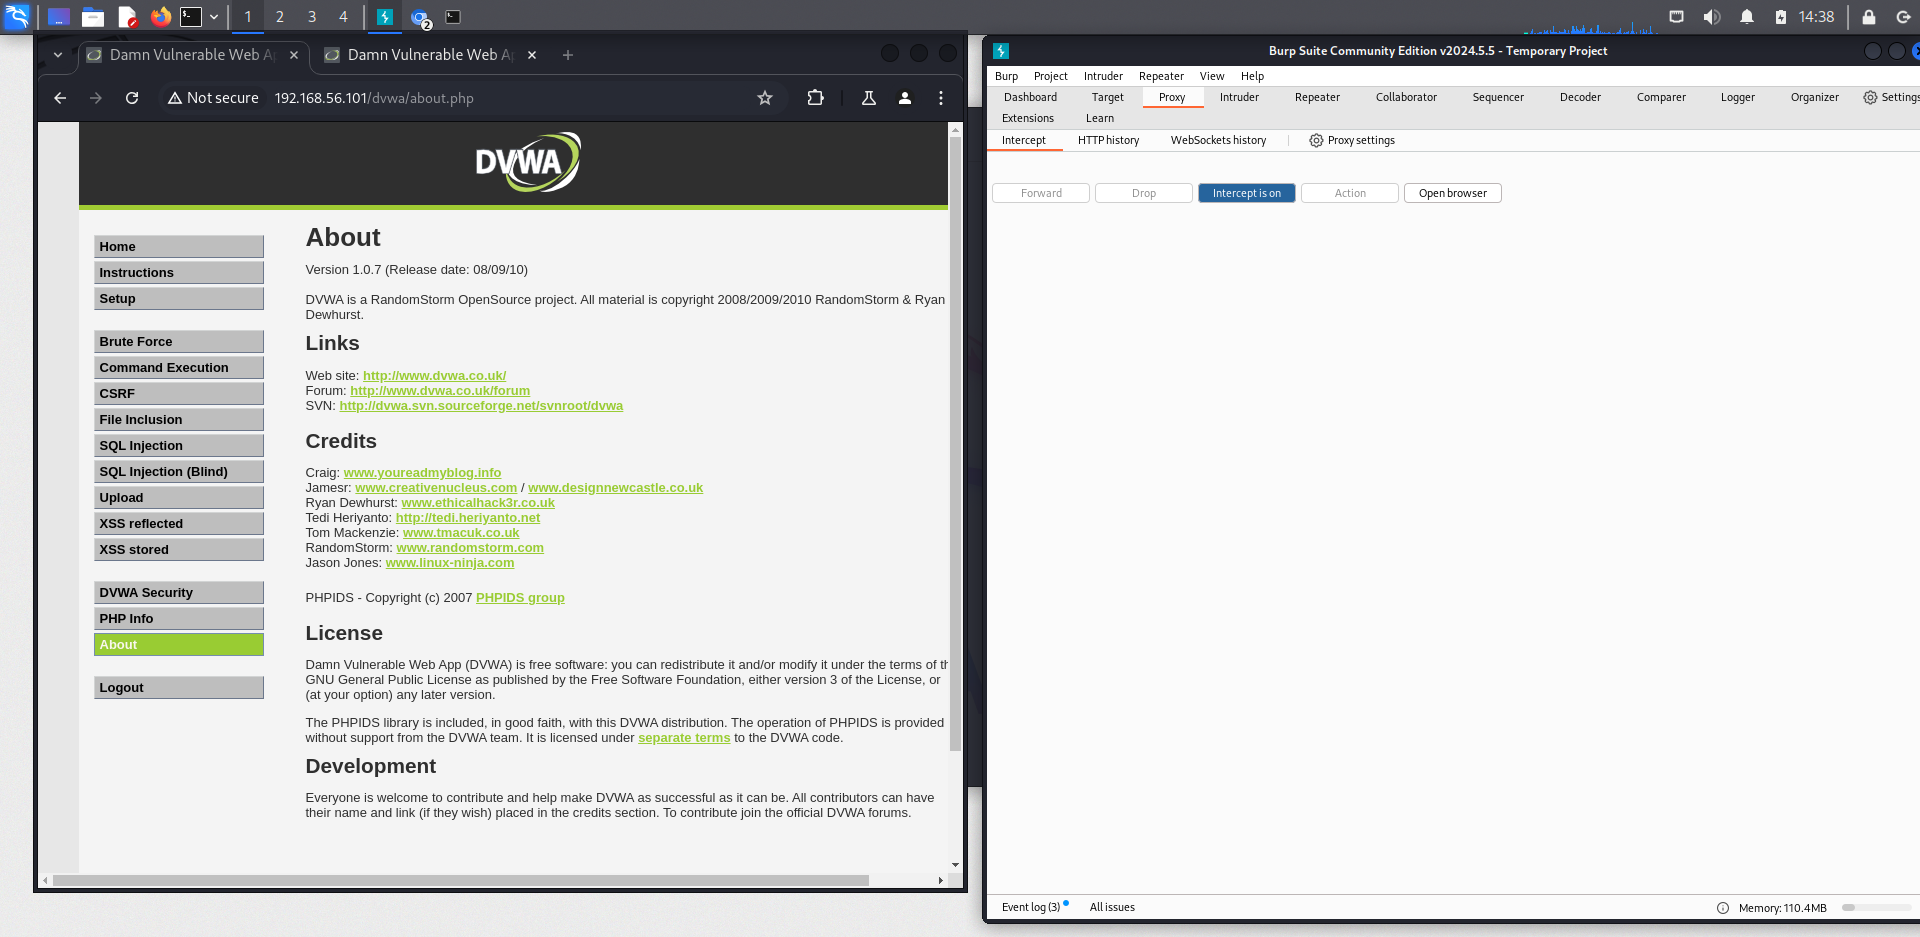 1 2 3 4
2
14:38
Damn Vulnerable Web Ap
Damn Vulnerable Web Ap
Not secure 192.168.56.101/dvwa/about.php
DVWA
Home
Instructions
Setup
Brute Force
Command Execution
CSRF
File Inclusion
SQL Injection
SQL Injection (Blind)
Upload
XSS reflected
XSS stored
DVWA Security
PHP Info
About
Logout
About
Version 1.0.7 (Release date: 08/09/10)
DVWA is a RandomStorm OpenSource project. All material is copyright 2008/2009/2010 RandomStorm & Ryan
Dewhurst.
Links
Web site: http://www.dvwa.co.uk/
Forum: http://www.dvwa.co.uk/forum
SVN: http://dvwa.svn.sourceforge.net/svnroot/dvwa
Credits
Craig: www.youreadmyblog.info
Jamesr: www.creativenucleus.com / www.designnewcastle.co.uk
Ryan Dewhurst: www.ethicalhack3r.co.uk
Tedi Heriyanto: http://tedi.heriyanto.net
Tom Mackenzie: www.tmacuk.co.uk
RandomStorm: www.randomstorm.com
Jason Jones: www.linux-ninja.com
PHPIDS - Copyright (c) 2007 PHPIDS group
License
Damn Vulnerable Web App (DVWA) is free software: you can redistribute it and/or modify it under the terms of th
GNU General Public License as published by the Free Software Foundation, either version 3 of the License, or
(at your option) any later version.
The PHPIDS library is included, in good faith, with this DVWA distribution. The operation of PHPIDS is provided
without support from the DVWA team. It is licensed under separate terms to the DVWA code.
Development
Everyone is welcome to contribute and help make DVWA as successful as it can be. All contributors can have
their name and link (if they wish) placed in the credits section. To contribute join the official DVWA forums.
Burp Suite Community Edition v2024.5.5 - Temporary Project
Burp Project Intruder Repeater View Help
Dashboard Target Proxy Intruder Repeater Collaborator Sequencer Decoder Comparer Logger Organizer Settings
Extensions Learn
Intercept HTTP history WebSockets history Proxy settings
Forward Drop Intercept is on Action Open browser
Event log (3) All issues Memory: 110.4MB